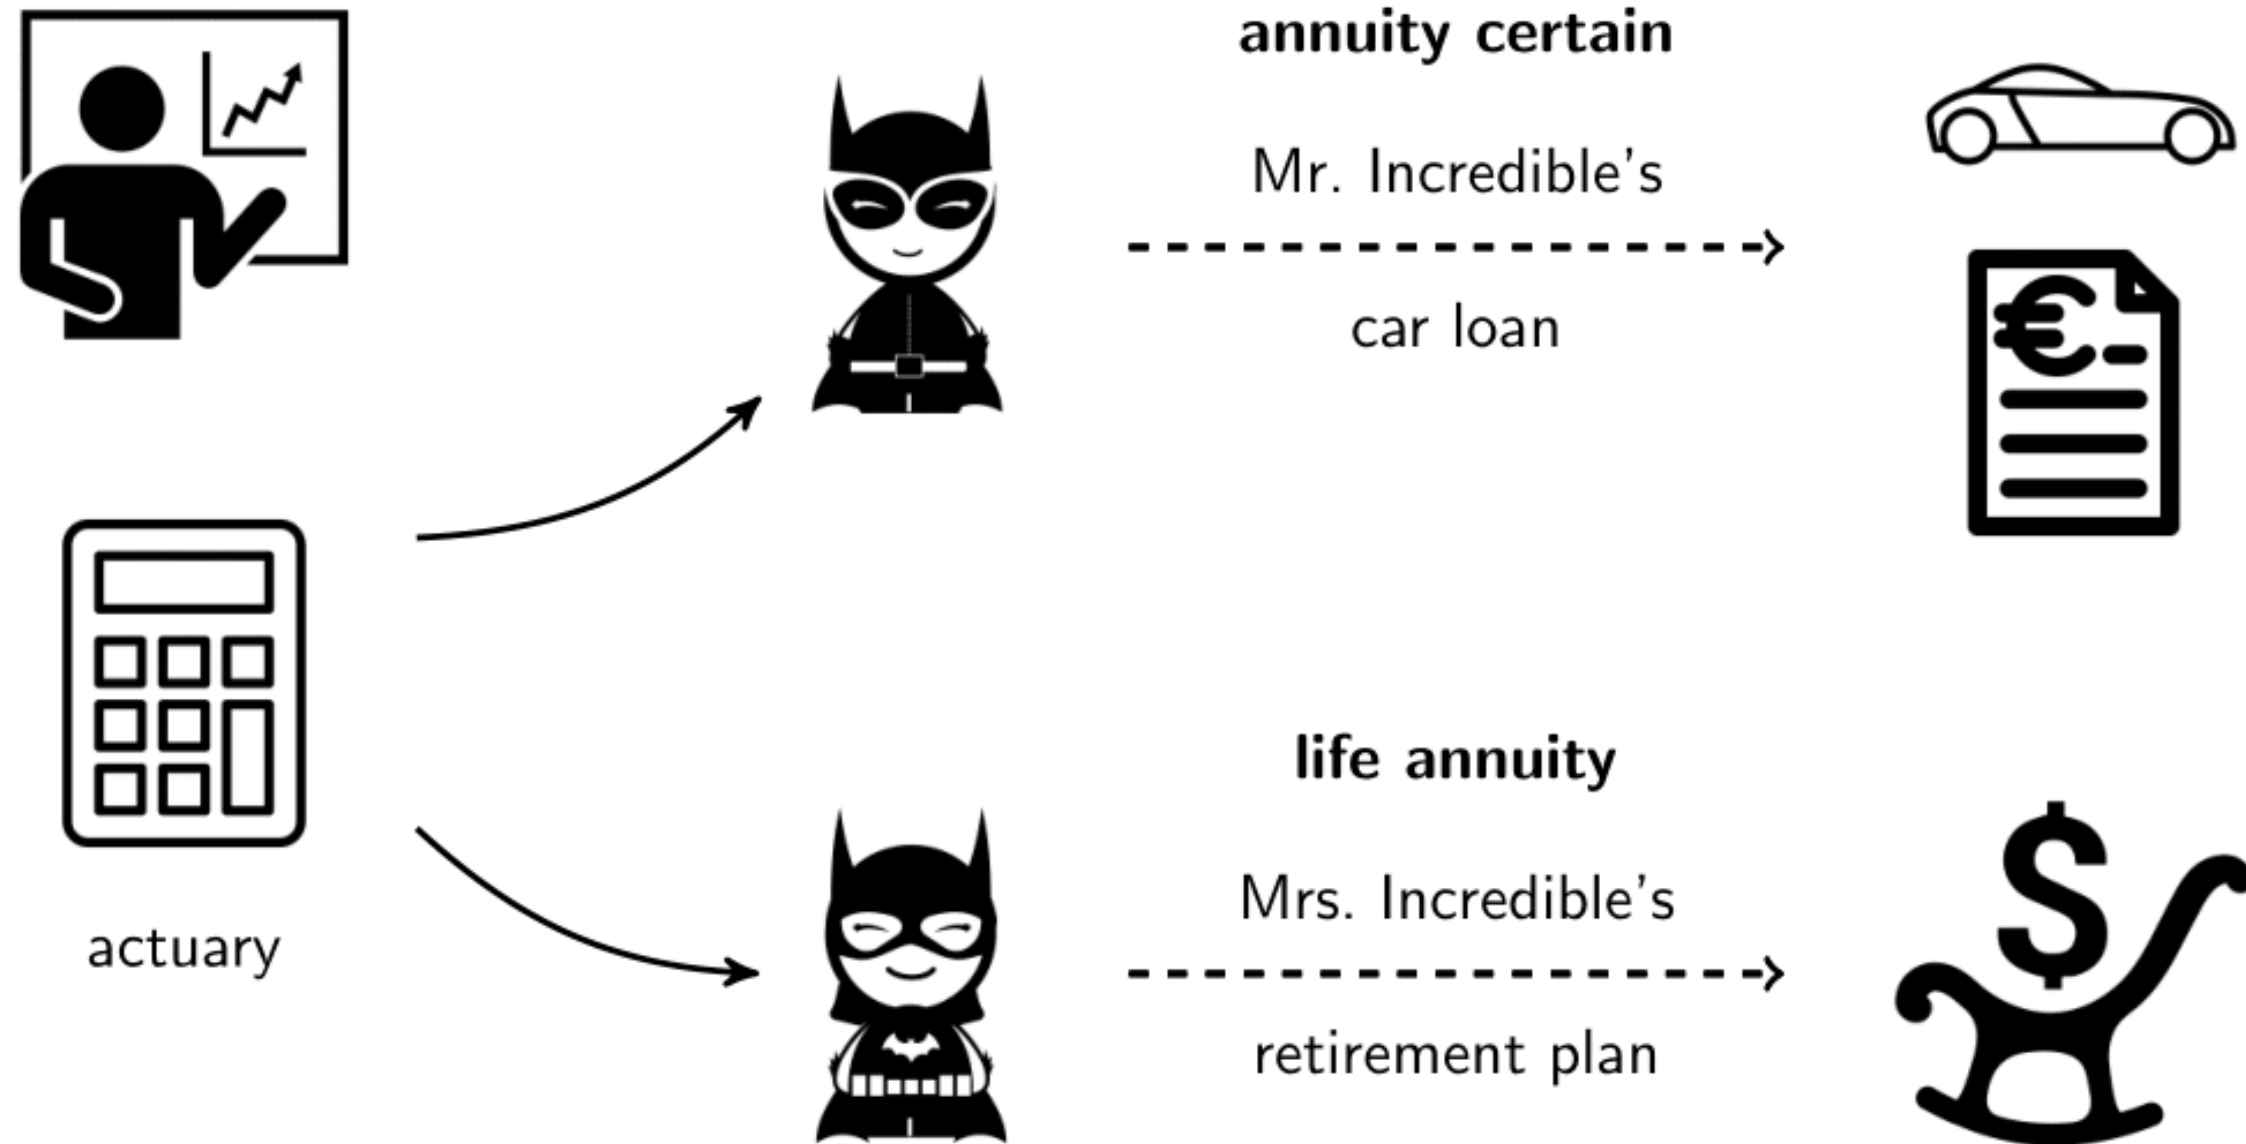 annuity certain
Mr. Incredible's
car loan
€
actuary
life annuity
Mrs. Incredible's
retirement plan
$